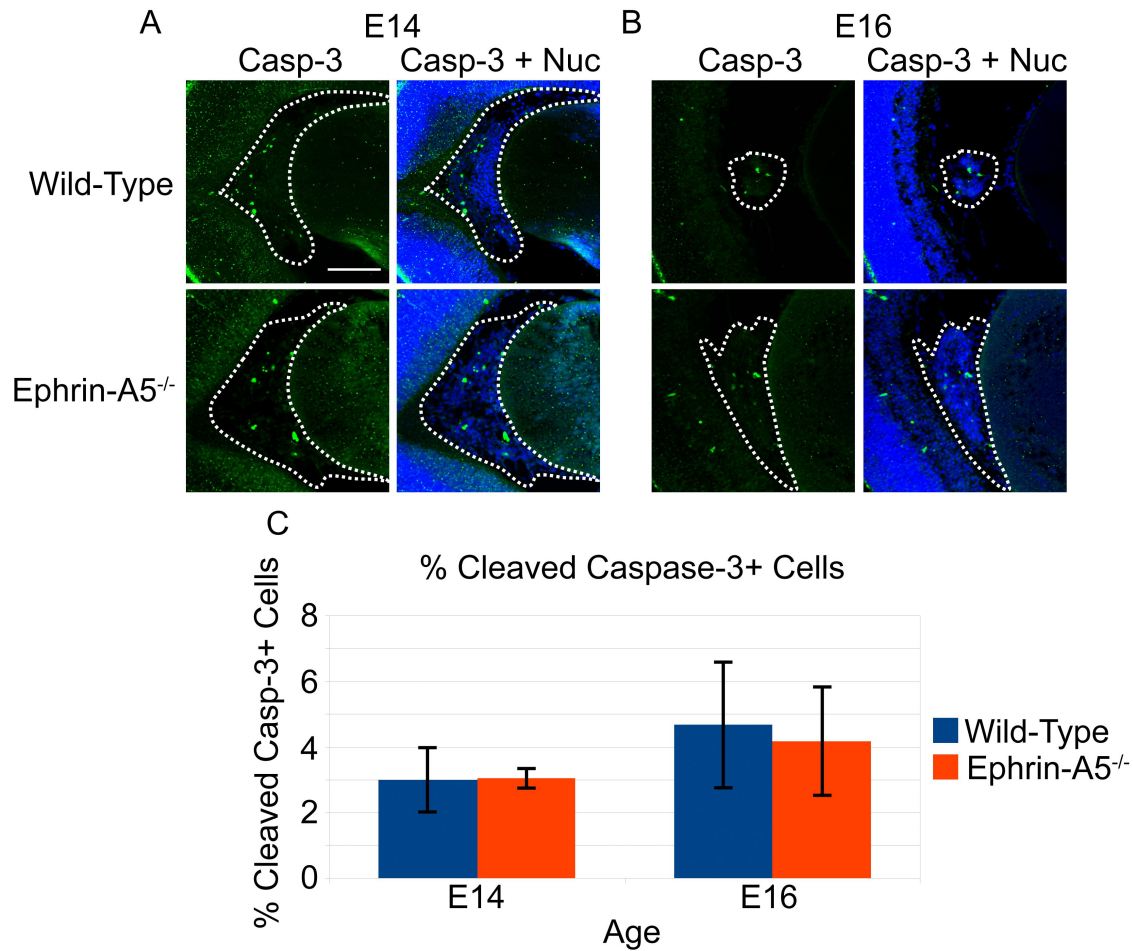 A
E14
B
E16
Casp-3
Casp-3 + Nuc
Casp-3
Casp-3 + Nuc
Wild-Type
Ephrin-A5-/-
C
% Cleaved Caspase-3+ Cells
% Cleaved Casp-3+ Cells
8
6
4
2
0
E14
E16
Age
Wild-Type
Ephrin-A5-/-